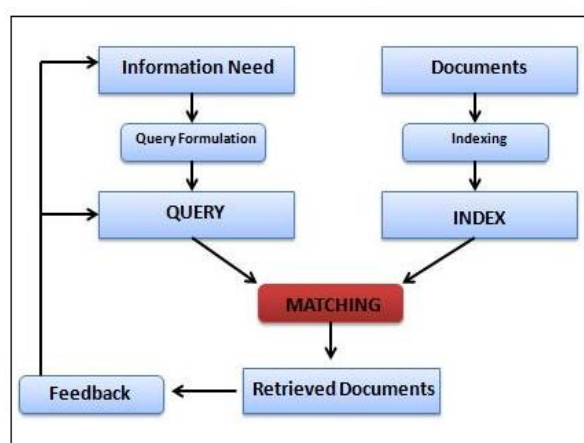 Information Need
Documents
Query Formulation
Indexing
QUERY
INDEX
MATCHING
Feedback
Retrieved Documents